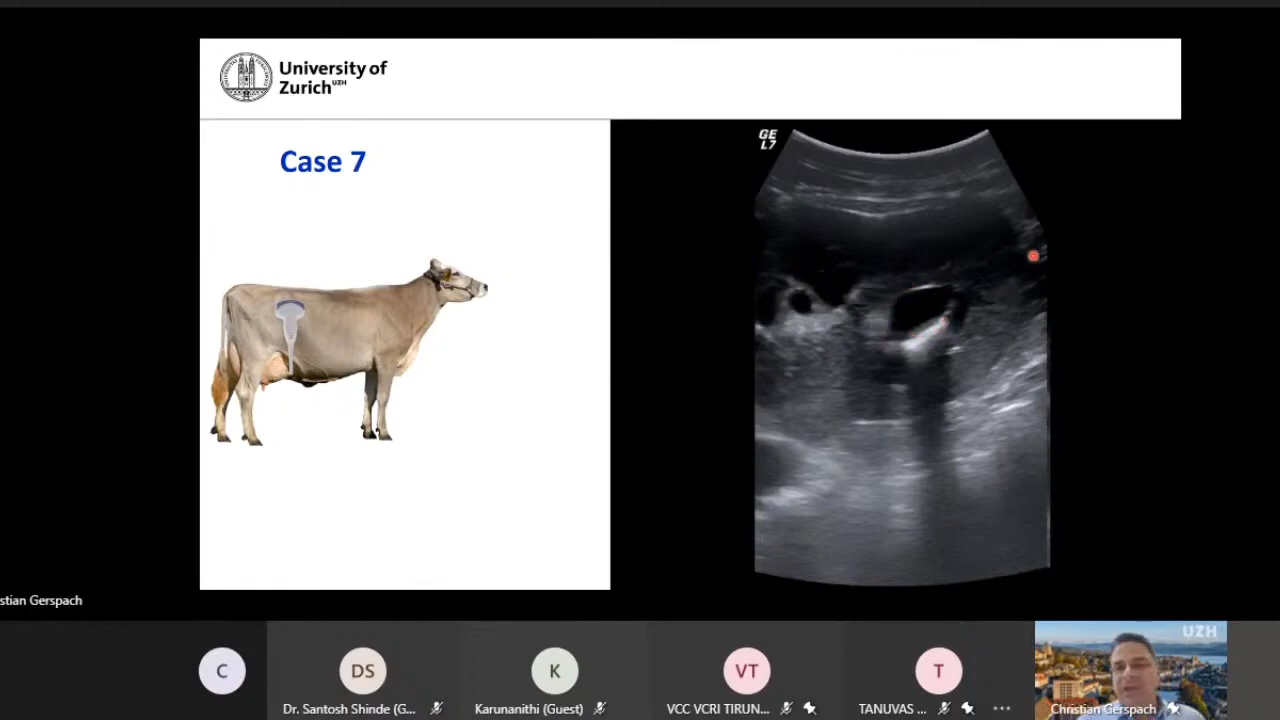 University of
Zurich UZH
Case 7
GE
L7
stian Gerspach
C
DS
K
VT
T
UZH
Dr. Santosh Shinde (G...
Karunanithi (Guest)
VCC VCRI TIRUN...
TANUVAS ...
Christian Gerspach